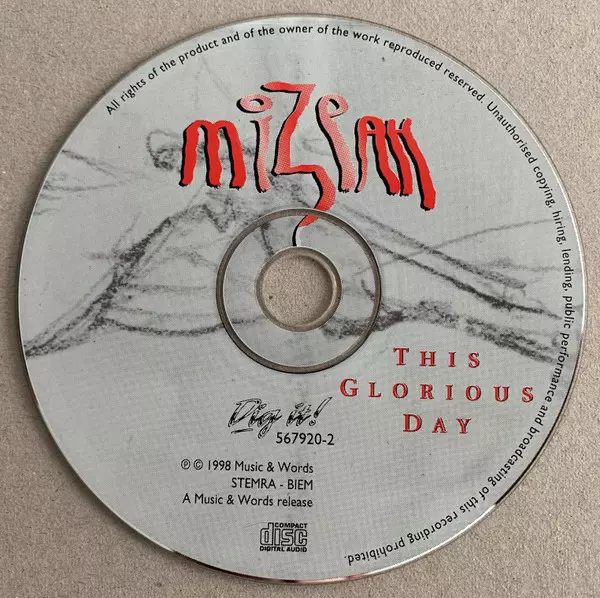 All rights of the product and of the owner of the work reproduced reserved. Unauthorised copying, hiring, lending, public performance and broadcasting of this recording prohibited.
miZPAH
THIS
GLORIOUS
DAY
Dig it!
567920-2
℗ © 1998 Music & Words
STEMRA - BIEM
A Music & Words release
COMPACT
disc
DIGITAL AUDIO